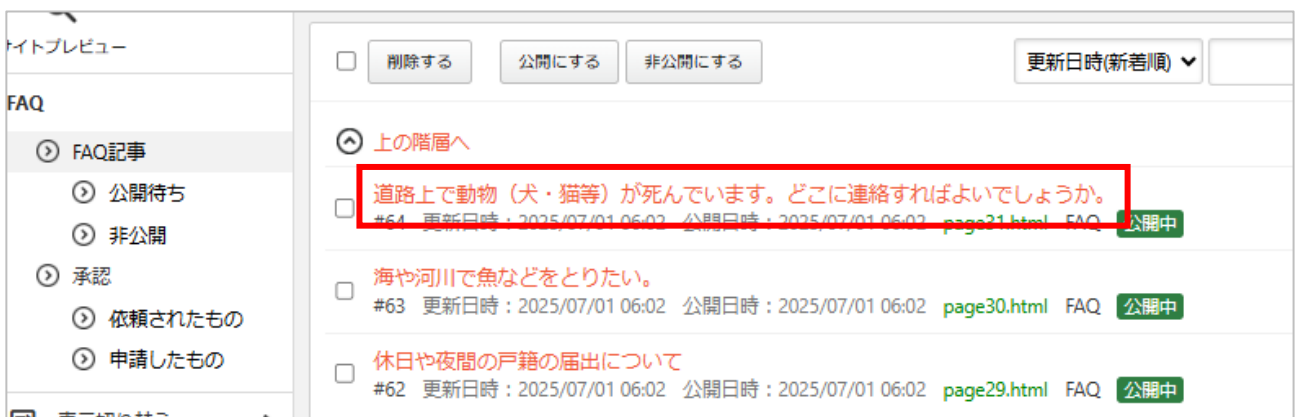 サイトプレビュー
FAQ
FAQ記事
公開待ち
非公開
承認
依頼されたもの
申請したもの
削除する 公開にする 非公開にする 更新日時(新着順)
上の階層へ
道路上で動物（犬・猫等）が死んでいます。どこに連絡すればよいでしょうか。
#64 更新日時：2025/07/01 06:02 公開日時：2025/07/01 06:02 page31.html FAQ 公開中
海や河川で魚などをとりたい。
#63 更新日時：2025/07/01 06:02 公開日時：2025/07/01 06:02 page30.html FAQ 公開中
休日や夜間の戸籍の届出について
#62 更新日時：2025/07/01 06:02 公開日時：2025/07/01 06:02 page29.html FAQ 公開中